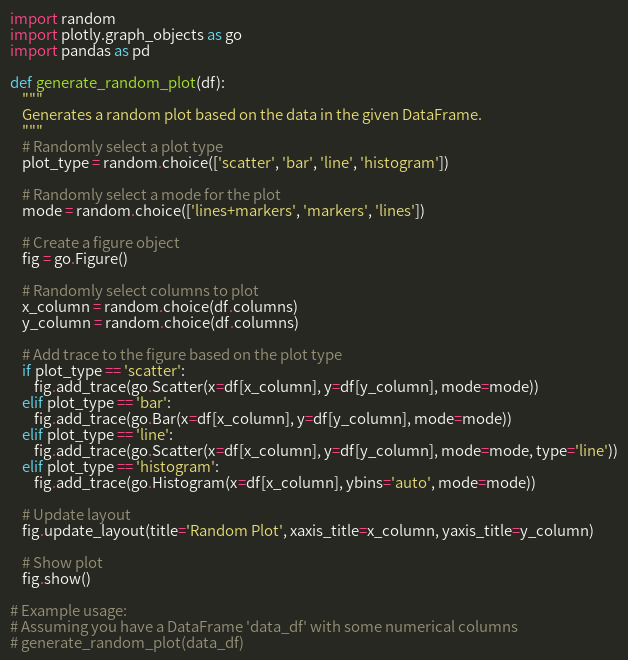 import random
import plotly.graph_objects as go
import pandas as pd

def generate_random_plot(df):
    """
    Generates a random plot based on the data in the given DataFrame.
    """
    # Randomly select a plot type
    plot_type = random.choice(['scatter', 'bar', 'line', 'histogram'])

    # Randomly select a mode for the plot
    mode = random.choice(['lines+markers', 'markers', 'lines'])

    # Create a figure object
    fig = go.Figure()

    # Randomly select columns to plot
    x_column = random.choice(df.columns)
    y_column = random.choice(df.columns)

    # Add trace to the figure based on the plot type
    if plot_type == 'scatter':
        fig.add_trace(go.Scatter(x=df[x_column], y=df[y_column], mode=mode))
    elif plot_type == 'bar':
        fig.add_trace(go.Bar(x=df[x_column], y=df[y_column], mode=mode))
    elif plot_type == 'line':
        fig.add_trace(go.Scatter(x=df[x_column], y=df[y_column], mode=mode, type='line'))
    elif plot_type == 'histogram':
        fig.add_trace(go.Histogram(x=df[x_column], ybins='auto', mode=mode))

    # Update layout
    fig.update_layout(title='Random Plot', xaxis_title=x_column, yaxis_title=y_column)

    # Show plot
    fig.show()

# Example usage:
# Assuming you have a DataFrame 'data_df' with some numerical columns
# generate_random_plot(data_df)